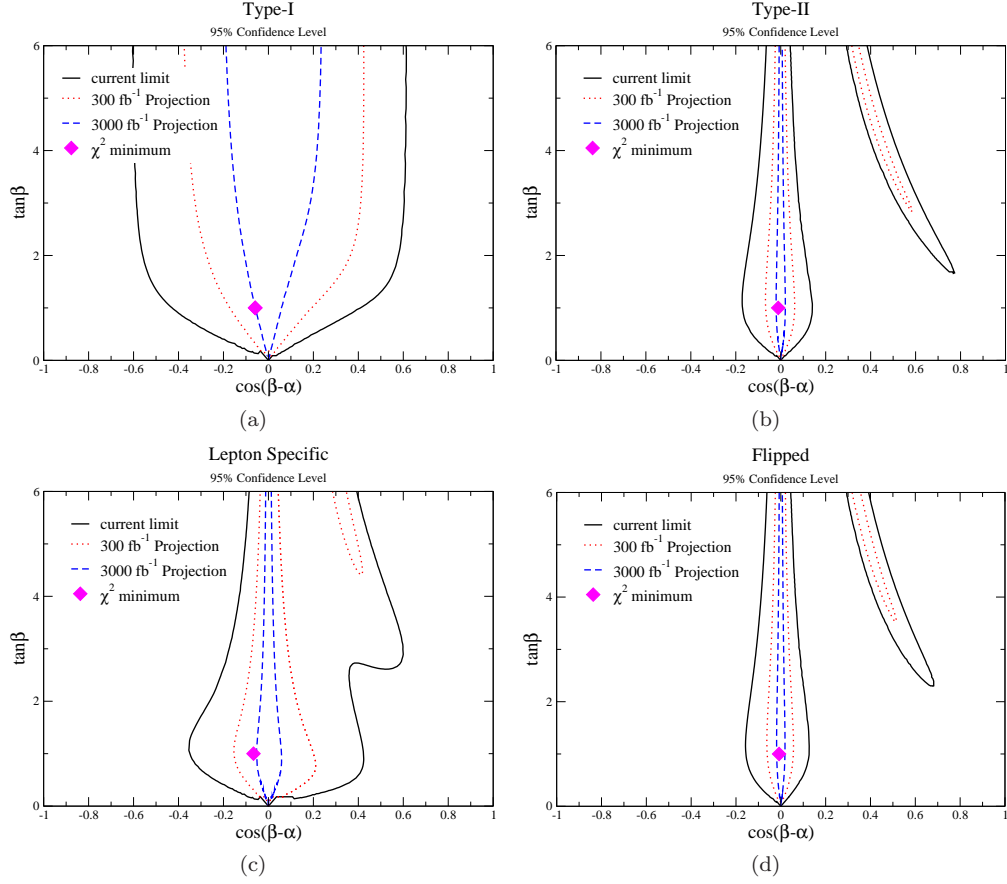 Type-I
95% Confidence Level
6
4
2
0
tanβ
current limit
300 fb⁻¹ Projection
3000 fb⁻¹ Projection
χ² minimum
-1 -0.8 -0.6 -0.4 -0.2 0 0.2 0.4 0.6 0.8 1
cos(β-α)
(a)
Type-II
95% Confidence Level
6
4
2
0
tanβ
current limit
300 fb⁻¹ Projection
3000 fb⁻¹ Projection
χ² minimum
-1 -0.8 -0.6 -0.4 -0.2 0 0.2 0.4 0.6 0.8 1
cos(β-α)
(b)
Lepton Specific
95% Confidence Level
6
4
2
0
tanβ
current limit
300 fb⁻¹ Projection
3000 fb⁻¹ Projection
χ² minimum
-1 -0.8 -0.6 -0.4 -0.2 0 0.2 0.4 0.6 0.8 1
cos(β-α)
(c)
Flipped
95% Confidence Level
6
4
2
0
tanβ
current limit
300 fb⁻¹ Projection
3000 fb⁻¹ Projection
χ² minimum
-1 -0.8 -0.6 -0.4 -0.2 0 0.2 0.4 0.6 0.8 1
cos(β-α)
(d)